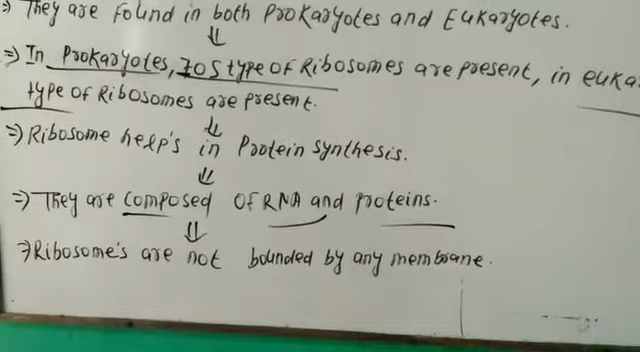 ⇒ They are found in both Prokaryotes and Eukaryotes.
⇓
⇒ In Prokaryotes, 70S type of Ribosomes are present, in euka
type of Ribosomes are present.
⇓
⇒ Ribosome help's in Protein synthesis.
⇓
⇒ They are composed of RNA and proteins.
⇓
⇒ Ribosome's are not bounded by any membrane.